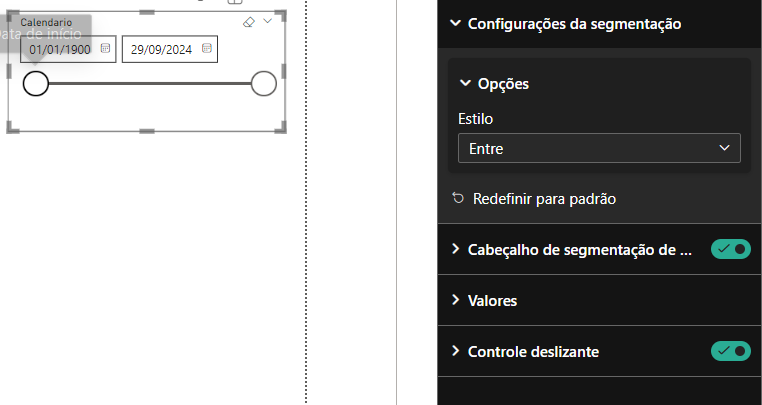 Calendario
Data de início
01/01/1900
29/09/2024
Configurações da segmentação
Opções
Estilo
Entre
Redefinir para padrão
Cabeçalho de segmentação de ...
Valores
Controle deslizante